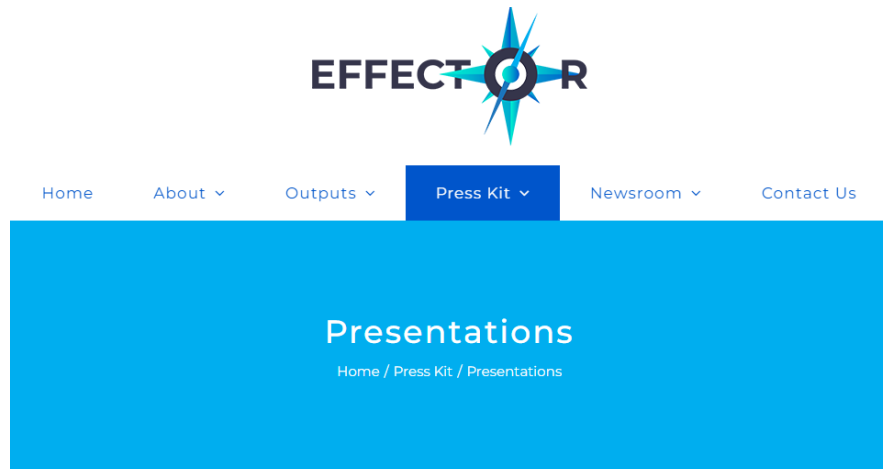 EFFECTOR
Home About Outputs Press Kit Newsroom Contact Us
Presentations
Home / Press Kit / Presentations